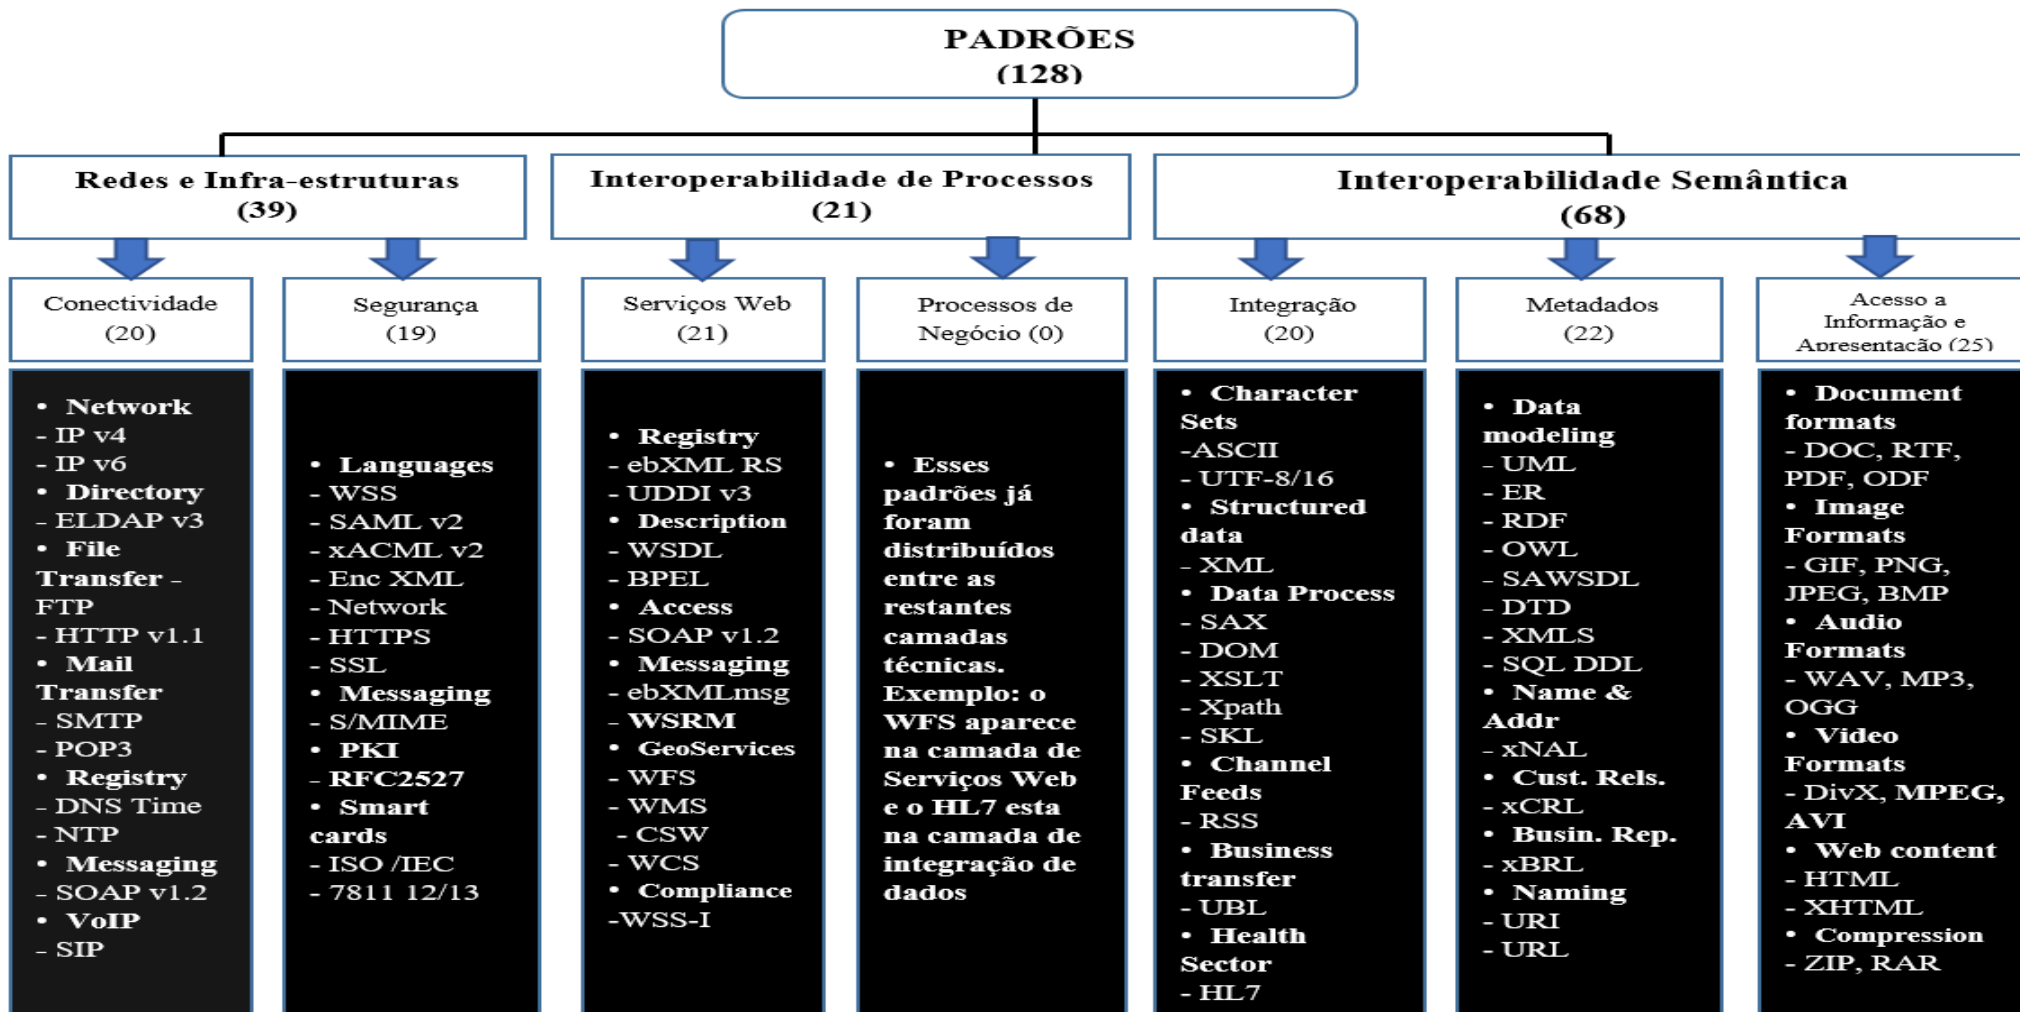 PADRÕES
(128)
Redes e Infra-estruturas
(39)
Interoperabilidade de Processos
(21)
Interoperabilidade Semântica
(68)
Conectividade
(20)
Segurança
(19)
Serviços Web
(21)
Processos de
Negócio (0)
Integração
(20)
Metadados
(22)
Acesso a
Informação e
Apresentação (25)
• Network
- IP v4
- IP v6
• Directory
- ELDAP v3
• File
Transfer -
FTP
- HTTP v1.1
• Mail
Transfer
- SMTP
- POP3
• Registry
- DNS Time
- NTP
• Messaging
- SOAP v1.2
• VoIP
- SIP
• Languages
- WSS
- SAML v2
- xACML v2
- Enc XML
- Network
- HTTPS
- SSL
• Messaging
- S/MIME
• PKI
- RFC2527
• Smart
cards
- ISO /IEC
- 7811 12/13
• Registry
- ebXML RS
- UDDI v3
• Description
- WSDL
- BPEL
• Access
- SOAP v1.2
• Messaging
- ebXMLmsg
- WSRM
• GeoServices
- WFS
- WMS
- CSW
- WCS
• Compliance
-WSS-I
• Esses
padrões já
foram
distribuídos
entre as
restantes
camadas
técnicas.
Exemplo: o
WFS aparece
na camada de
Serviços Web
e o HL7 esta
na camada de
integração de
dados
• Character
Sets
-ASCII
- UTF-8/16
• Structured
data
- XML
• Data Process
- SAX
- DOM
- XSLT
- Xpath
- SKL
• Channel
Feeds
- RSS
• Business
transfer
- UBL
• Health
Sector
- HL7
• Data
modeling
- UML
- ER
- RDF
- OWL
- SAWSDL
- DTD
- XMLS
- SQL DDL
• Name &
Addr
- xNAL
• Cust. Rels.
- xCRL
• Busin. Rep.
- xBRL
• Naming
- URI
- URL
• Document
formats
- DOC, RTF,
PDF, ODF
• Image
Formats
- GIF, PNG,
JPEG, BMP
• Audio
Formats
- WAV, MP3,
OGG
• Video
Formats
- DivX, MPEG,
AVI
• Web content
- HTML
- XHTML
• Compression
- ZIP, RAR